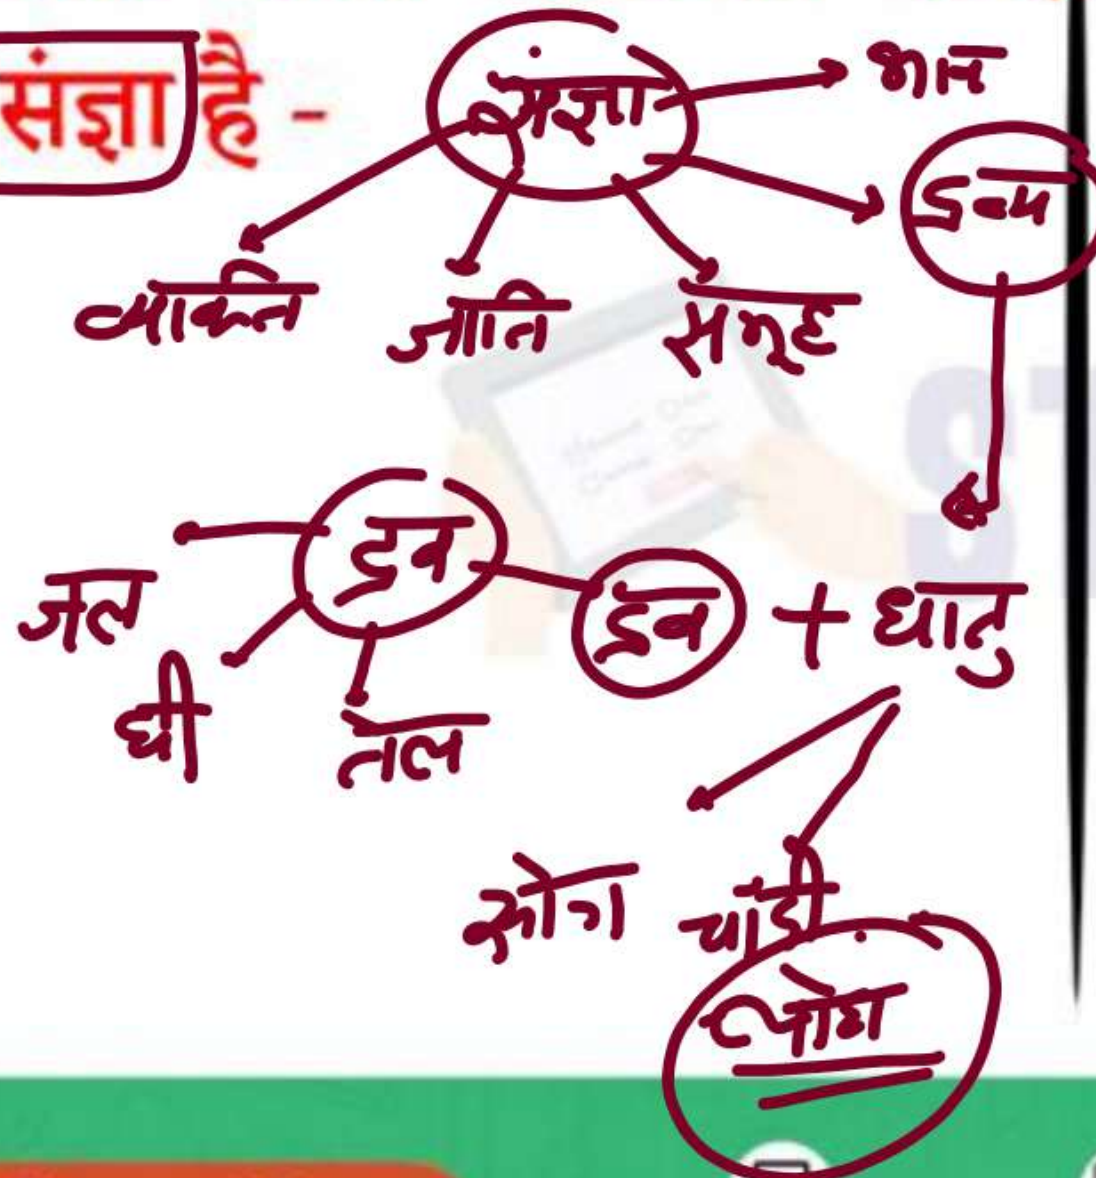 संज्ञा है -
संज्ञा
भाव
द्रव्य
व्यक्ति जाति समूह
द्रव
जल
द्रव + धातु
घी तेल
सोना चांदी
लोहा